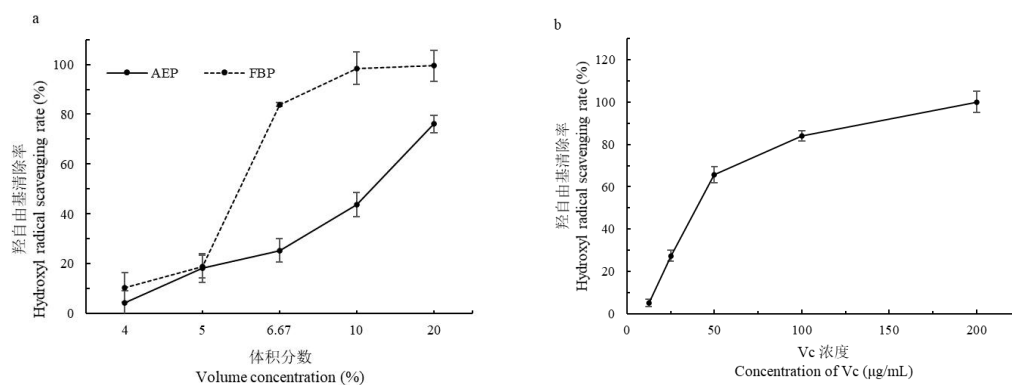 a
羟自由基清除率
Hydroxyl radical scavenging rate (%)
100
80
60
40
20
0
AEP
FBP
4
5
6.67
10
20
体积分数
Volume concentration (%)
b
羟自由基清除率
Hydroxyl radical scavenging rate (%)
120
100
80
60
40
20
0
0
50
100
150
200
Vc 浓度
Concentration of Vc (μg/mL)